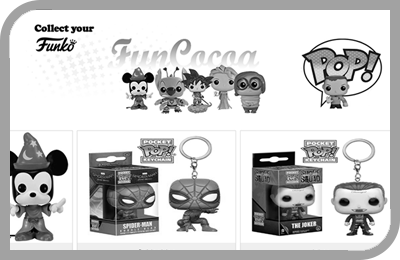 Collect your
Funko
FunCocoa
POP!
POCKET
POP!
KEYCHAIN
SPIDER-MAN
POCKET
POP!
KEYCHAIN
THE JOKER